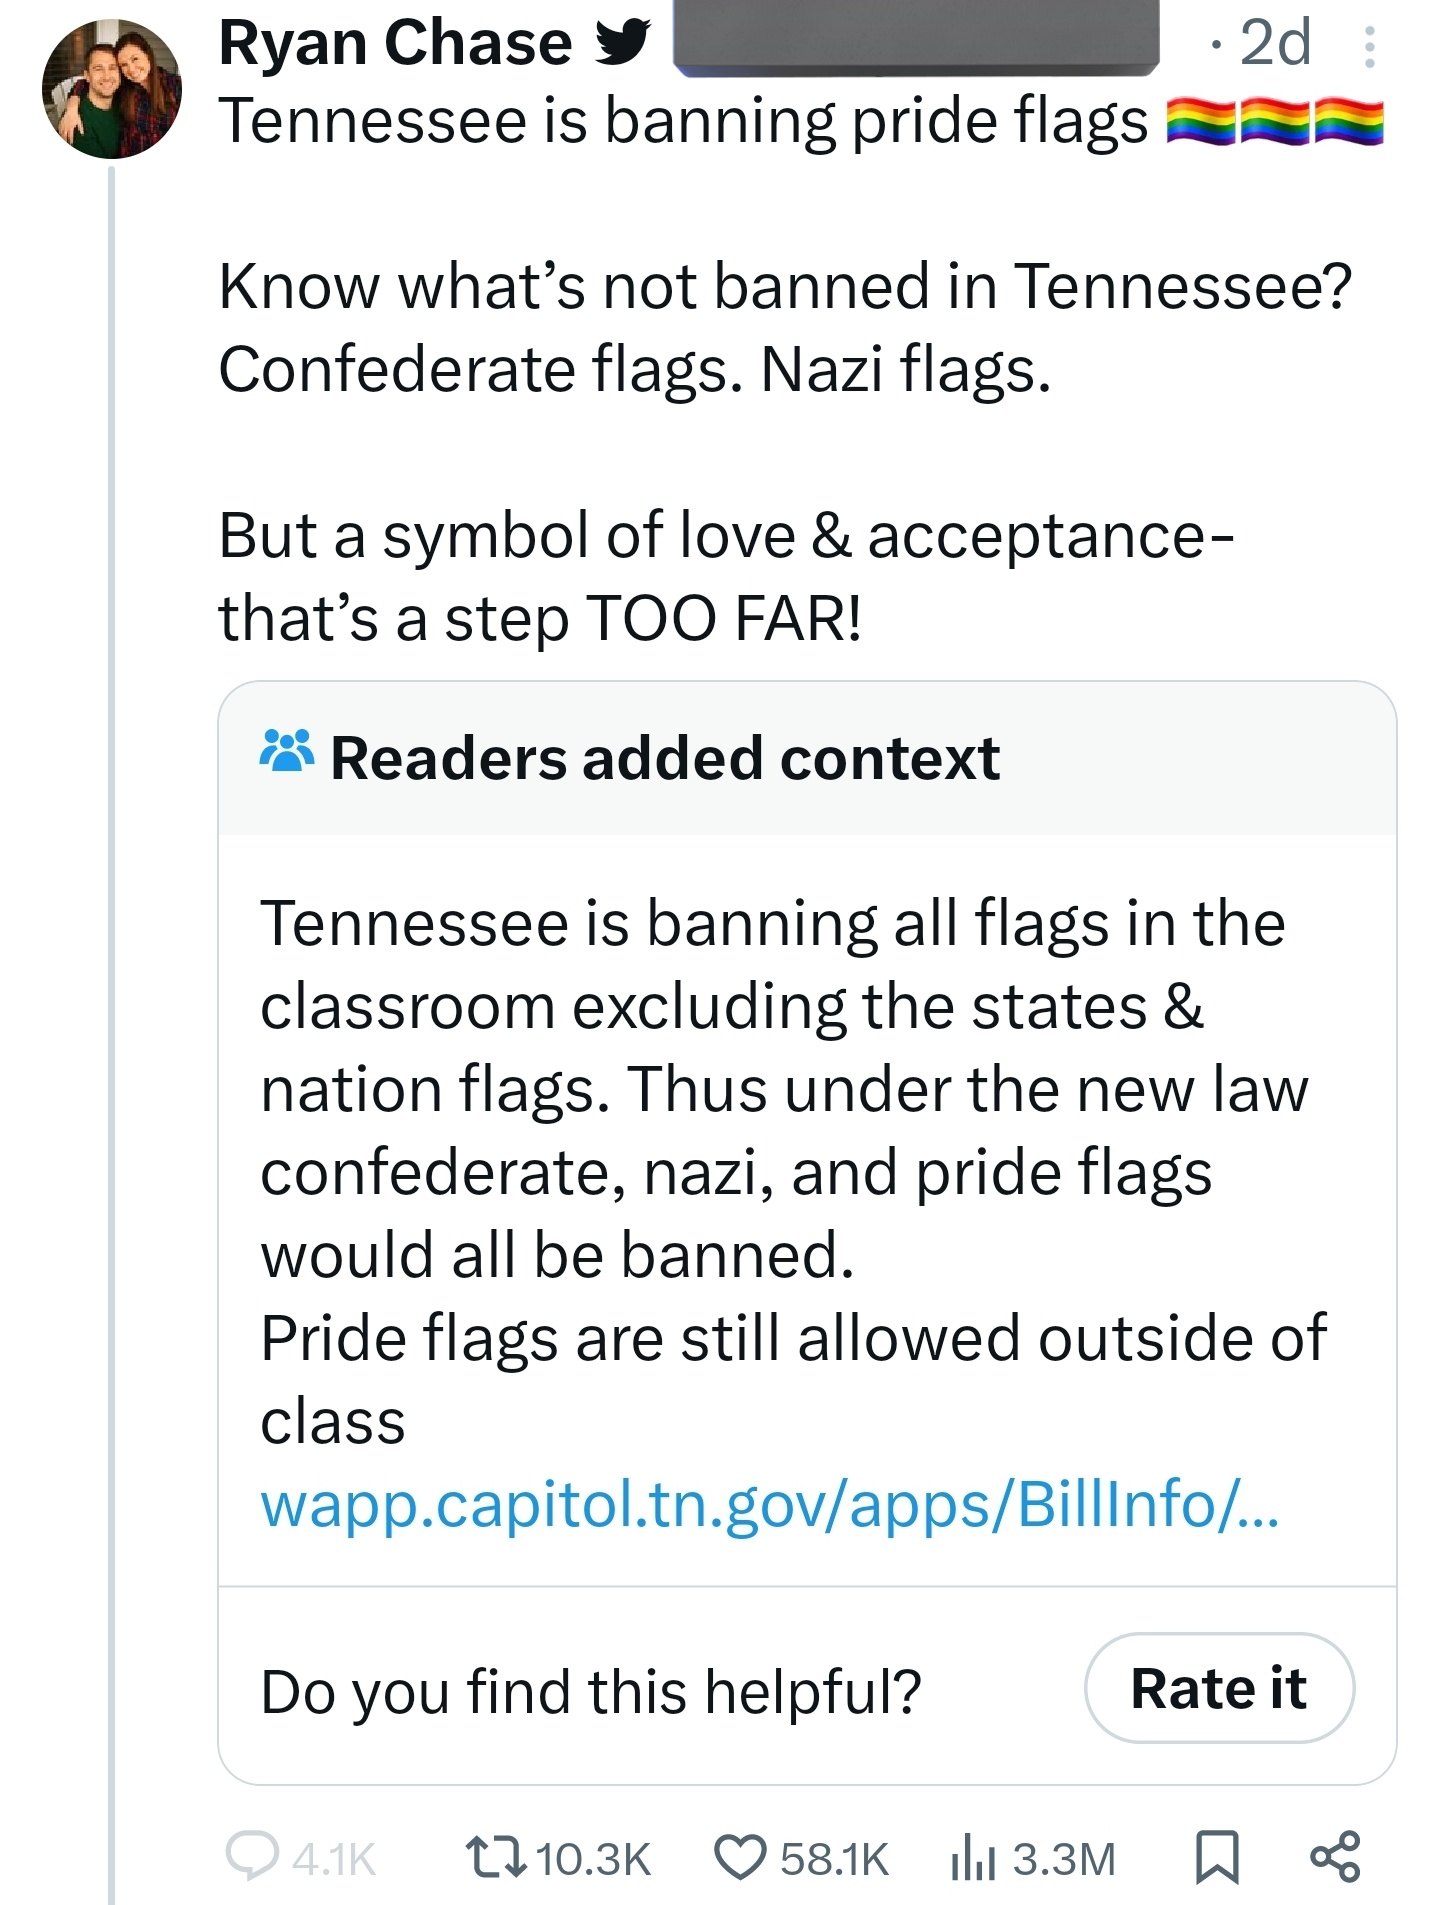 Ryan Chase · 2d
Tennessee is banning pride flags 🏳️‍🌈🏳️‍🌈🏳️‍🌈
Know what’s not banned in Tennessee?
Confederate flags. Nazi flags.
But a symbol of love & acceptance-
that’s a step TOO FAR!
Readers added context
Tennessee is banning all flags in the
classroom excluding the states &
nation flags. Thus under the new law
confederate, nazi, and pride flags
would all be banned.
Pride flags are still allowed outside of
class
wapp.capitol.tn.gov/apps/BillInfo/...
Do you find this helpful? Rate it
4.1K 10.3K 58.1K 3.3M